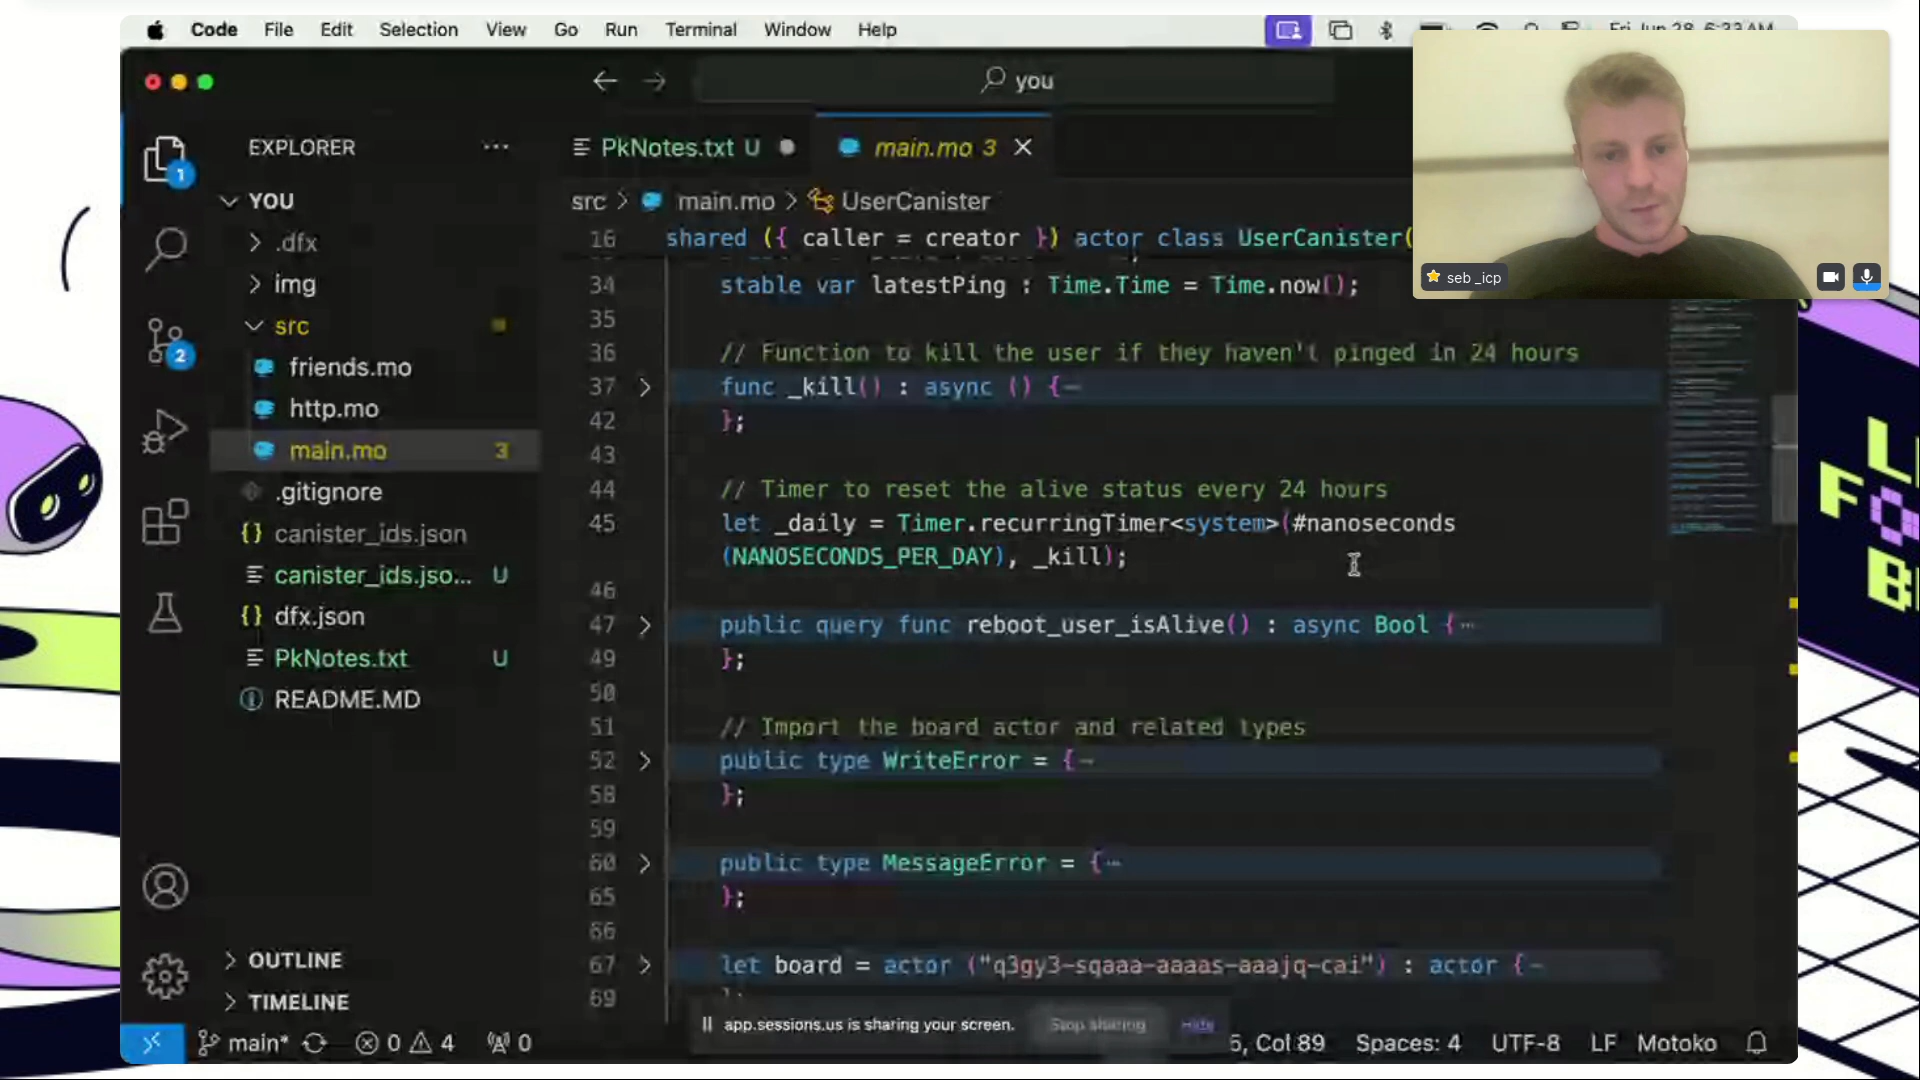 Code File Edit Selection View Go Run Terminal Window Help
you
EXPLORER
PkNotes.txt U
main.mo 3
1
YOU
src > main.mo > UserCanister
.dfx
16 shared ({ caller = creator }) actor class UserCanister(
img
34 stable var latestPing : Time.Time = Time.now();
seb _icp
src
35
2
friends.mo
36 // Function to kill the user if they haven't pinged in 24 hours
37 func _kill() : async () {
http.mo
42 };
main.mo 3
43
.gitignore
44 // Timer to reset the alive status every 24 hours
canister_ids.json
45 let _daily = Timer.recurringTimer<system>(#nanoseconds
(NANOSECONDS_PER_DAY), _kill);
canister_ids.jso... U
46
dfx.json
47 public query func reboot_user_isAlive() : async Bool {
PkNotes.txt U
49 };
README.MD
50
51 // Import the board actor and related types
52 public type WriteError = {
58 };
59
60 public type MessageError = {
65 };
66
OUTLINE
67 let board = actor ("q3gy3-sqaaa-aaaas-aaajq-cai") : actor {
TIMELINE
69
app.sessions.us is sharing your screen. Stop sharing Hide
main* 0 4 0
Col 89 Spaces: 4 UTF-8 LF Motoko